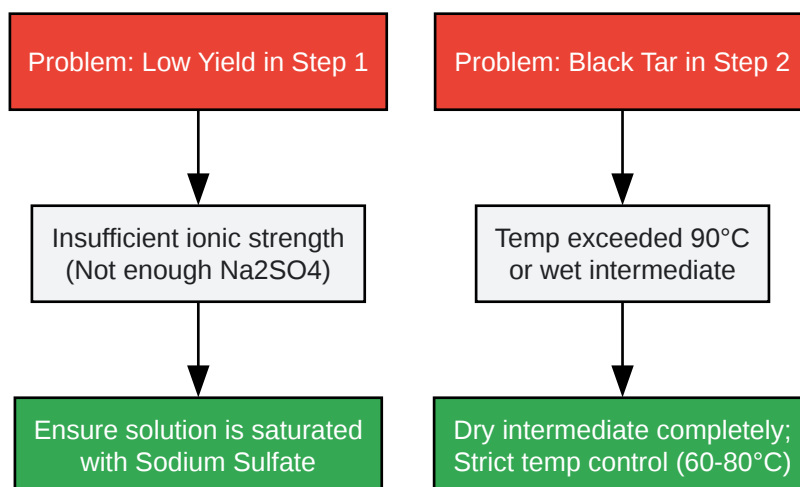 Problem: Low Yield in Step 1
Problem: Black Tar in Step 2
Insufficient ionic strength
(Not enough Na2SO4)
Temp exceeded 90°C
or wet intermediate
Ensure solution is saturated
with Sodium Sulfate
Dry intermediate completely;
Strict temp control (60-80°C)